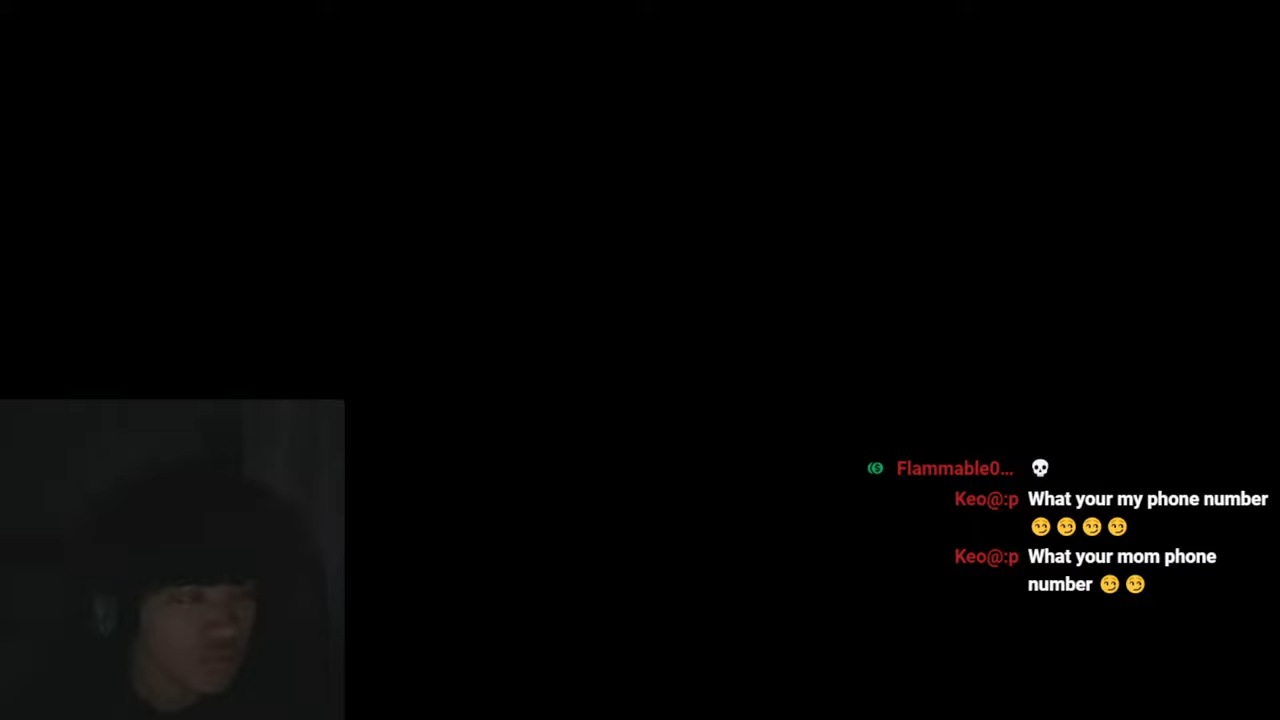 Flammable0… 💀
Keo@:p What your my phone number
😏😏😏😏
Keo@:p What your mom phone
number 😏😏